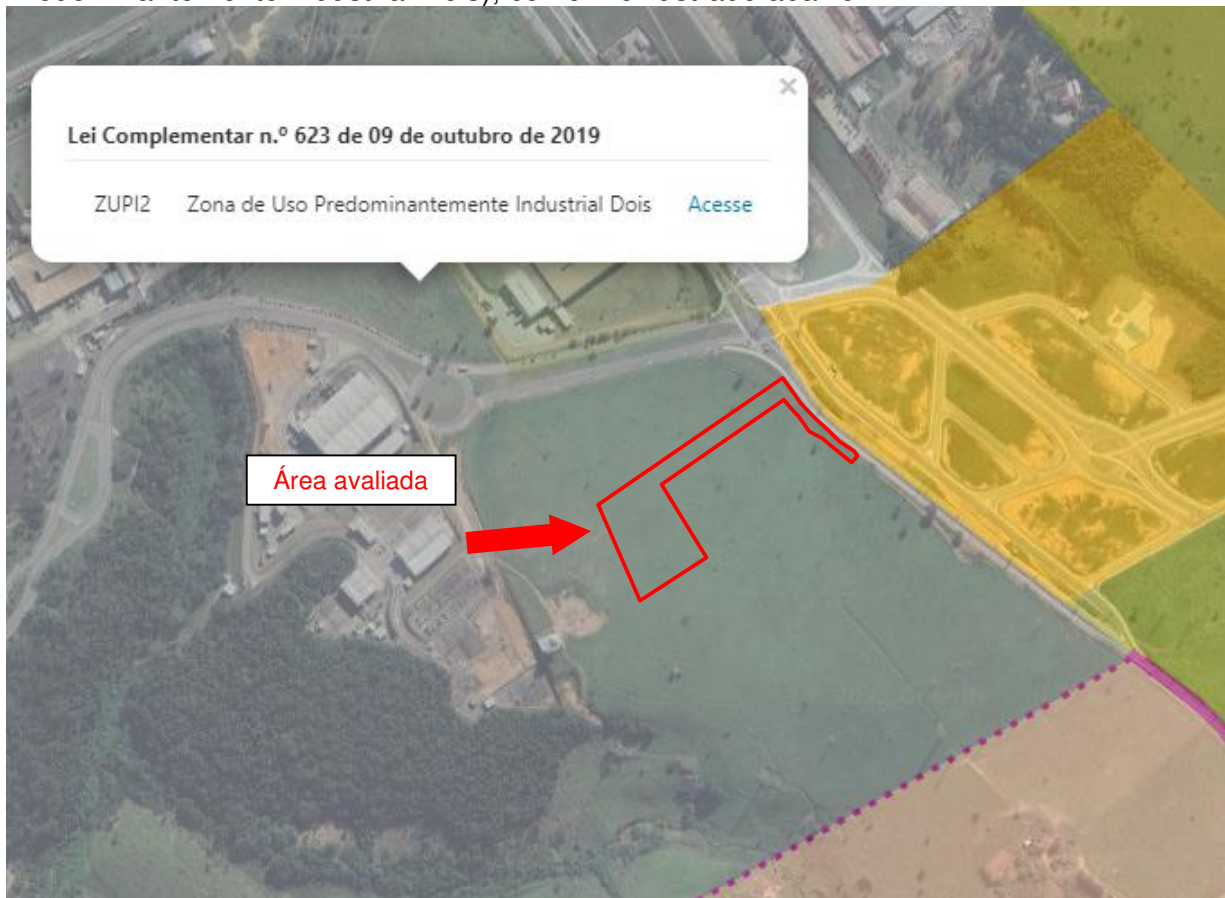 Lei Complementar n.º 623 de 09 de outubro de 2019
ZUPI2 Zona de Uso Predominantemente Industrial Dois Acesse
Área avaliada